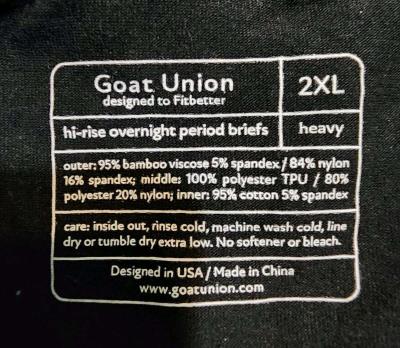 Goat Union
designed to Fitbetter
2XL
hi-rise overnight period briefs
heavy
outer: 95% bamboo viscose 5% spandex / 84% nylon
16% spandex; middle: 100% polyester TPU / 80%
polyester 20% nylon; inner: 95% cotton 5% spandex
care: inside out, rinse cold, machine wash cold, line
dry or tumble dry extra low. No softener or bleach.
Designed in USA / Made in China
www.goatunion.com